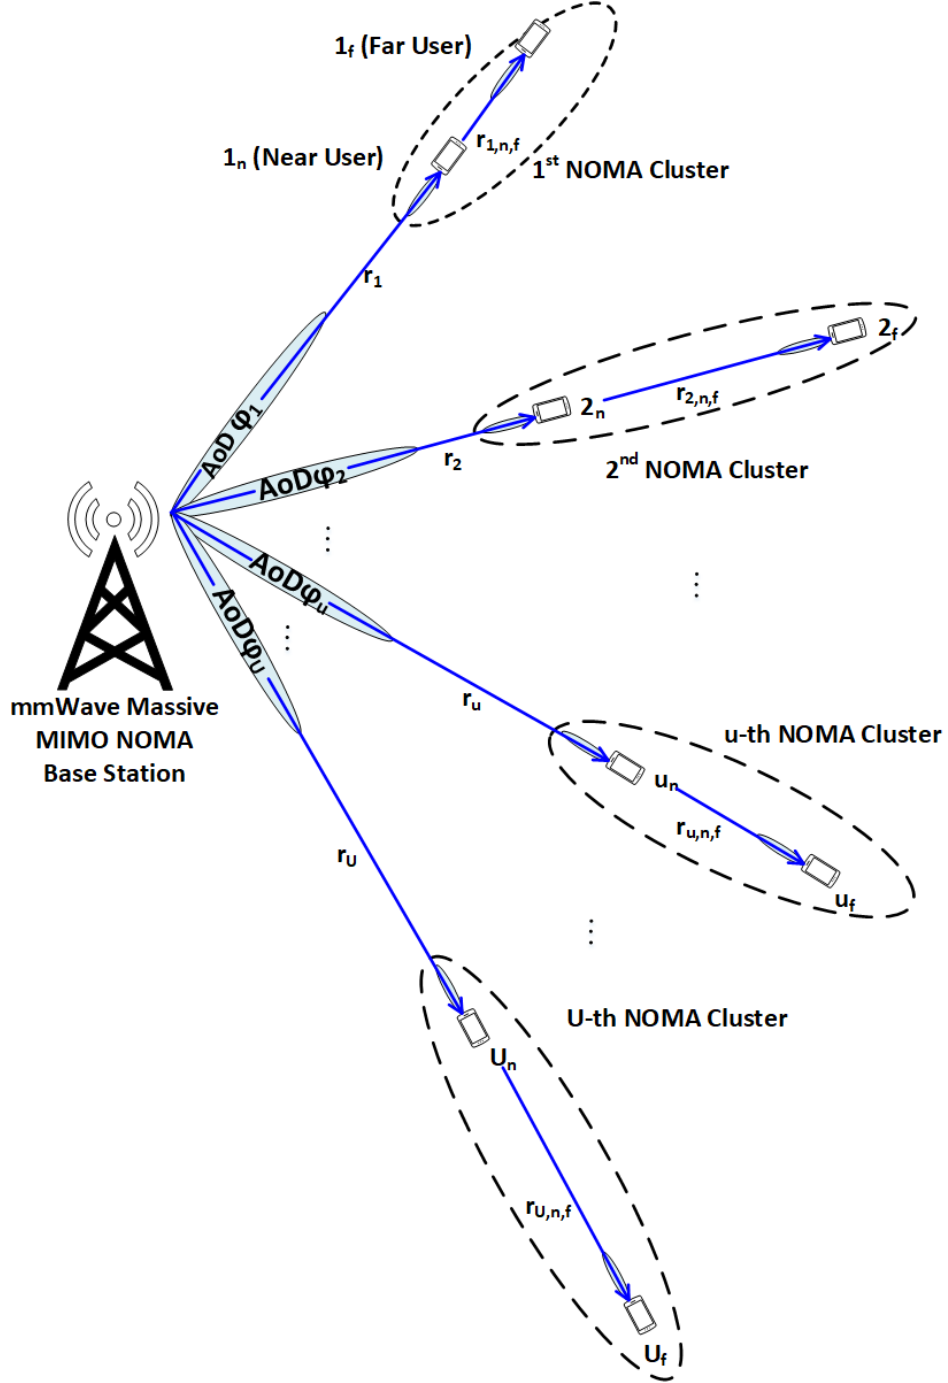 1f (Far User)
1n (Near User)
r1,n,f
1st NOMA Cluster
r1
AoD φ1
2f
2n
r2,n,f
r2
2nd NOMA Cluster
AoDφ2
AoDφu
AoDφU
mmWave Massive
MIMO NOMA
Base Station
ru
u-th NOMA Cluster
un
ru,n,f
uf
rU
U-th NOMA Cluster
Un
rU,n,f
Uf